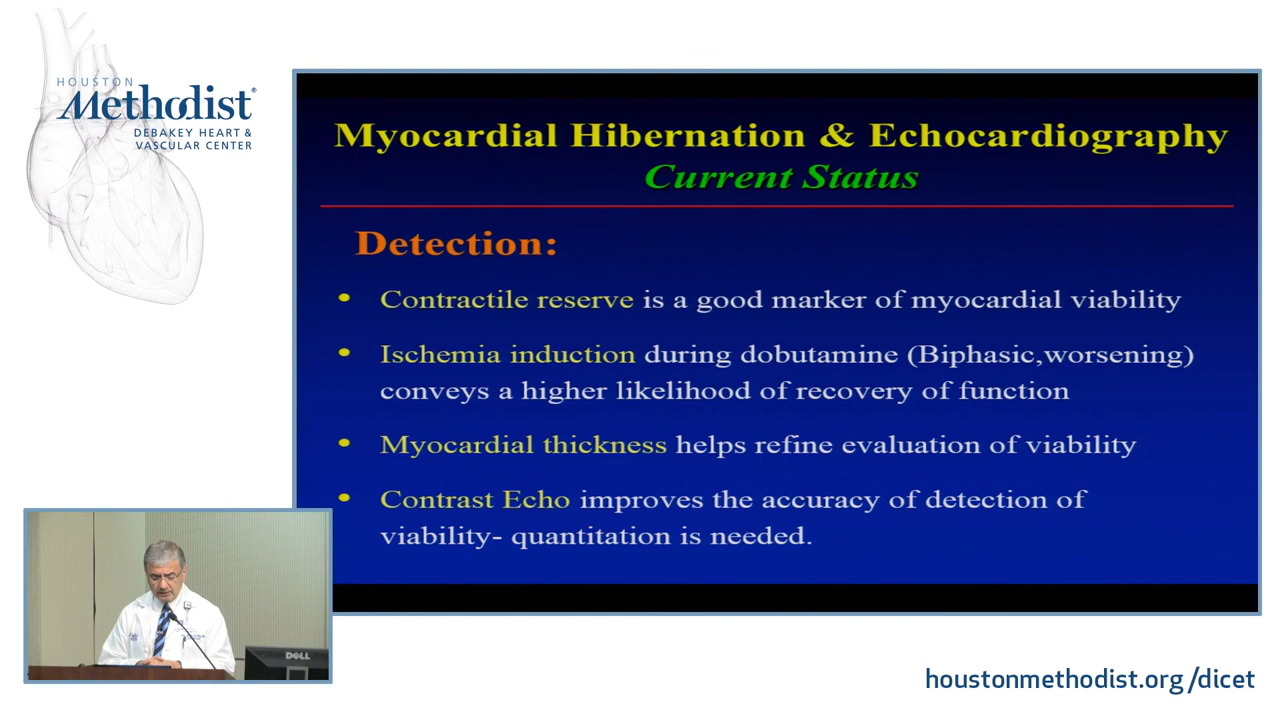 HOUSTON
Methodist®
DEBAKEY HEART &
VASCULAR CENTER
Myocardial Hibernation & Echocardiography
Current Status
Detection:
• Contractile reserve is a good marker of myocardial viability
• Ischemia induction during dobutamine (Biphasic,worsening)
conveys a higher likelihood of recovery of function
• Myocardial thickness helps refine evaluation of viability
• Contrast Echo improves the accuracy of detection of
viability- quantitation is needed.
DELL
houstonmethodist.org/dicet